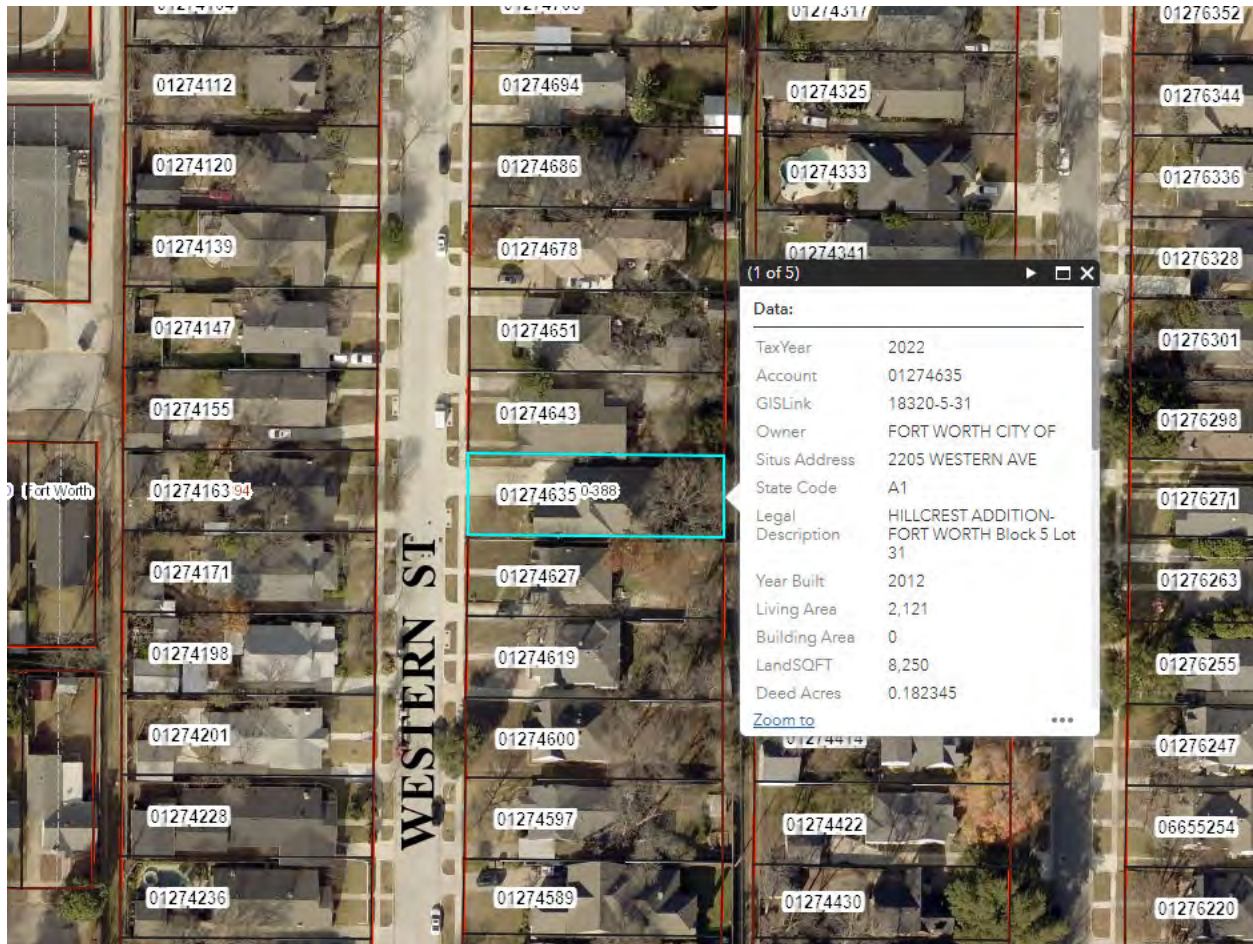 01274317
01276352
01274112
01274694
01274325
01276344
01274120
01274686
01274333
01276336
01274139
01274678
01274341
01276328
01274147
01274651
01276301
01274155
01274643
01276298
Fort Worth
01274163 94
01274635
0-388
01276271
01274171
01274627
01276263
01274198
01274619
01276255
01274201
01274600
01274414
01276247
01274228
01274597
01274422
06655254
01274236
01274589
01274430
01276220
WESTERN ST
(1 of 5)
Data:
TaxYear 2022
Account 01274635
GISLink 18320-5-31
Owner FORT WORTH CITY OF
Situs Address 2205 WESTERN AVE
State Code A1
Legal Description HILLCREST ADDITION-
FORT WORTH Block 5 Lot
31
Year Built 2012
Living Area 2,121
Building Area 0
LandSQFT 8,250
Deed Acres 0.182345
Zoom to